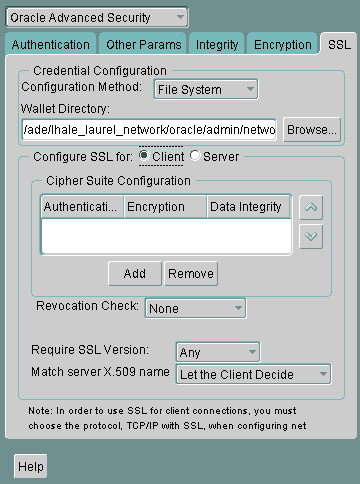 Oracle Advanced Security
Authentication Other Params Integrity Encryption SSL
Credential Configuration
Configuration Method: File System
Wallet Directory:
/ade/lhale_laurel_network/oracle/admin/netwo Browse...
Configure SSL for: Client Server
Cipher Suite Configuration
Authenticati... Encryption Data Integrity
Add Remove
Revocation Check: None
Require SSL Version: Any
Match server X.509 name Let the Client Decide
Note: In order to use SSL for client connections, you must
choose the protocol, TCP/IP with SSL, when configuring net
Help